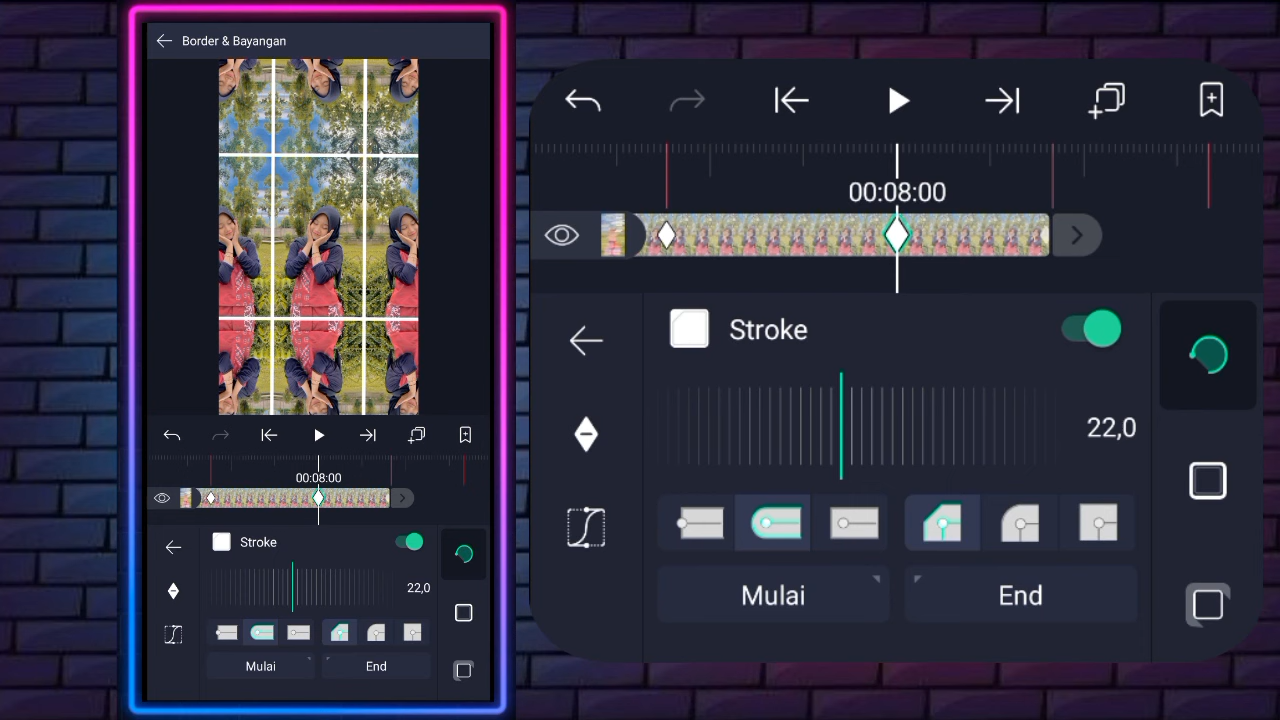 Border & Bayangan
00:08:00
Stroke
22,0
Mulai
End
00:08:00
Stroke
22,0
Mulai
End